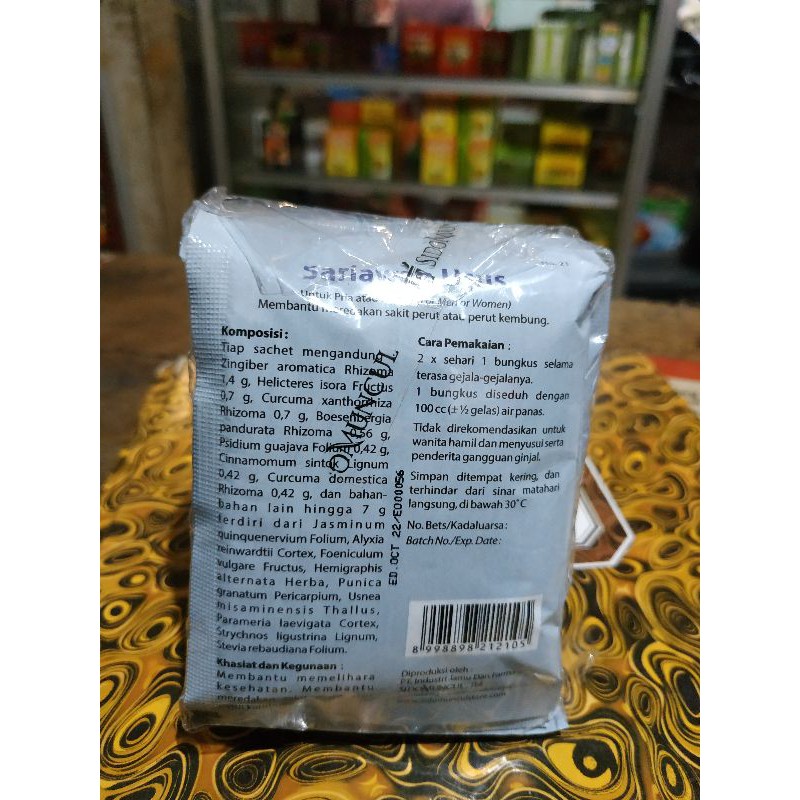 Sariawan Usus
Untuk Pria atau (For Men or Women)
Membantu meredakan sakit perut atau perut kembung.
Komposisi :
Tiap sachet mengandung
Zingiber aromatica Rhizoma
1,4 g, Helicteres isora Fructus
0,7 g, Curcuma xanthorrhiza
Rhizoma 0,7 g, Boesenbergia
pandurata Rhizoma 0,56 g,
Psidium guajava Folium 0,42 g,
Cinnamomum sintok Lignum
0,42 g, Curcuma domestica
Rhizoma 0,42 g, dan bahan-
bahan lain hingga 7 g
terdiri dari Jasminum
quinquenervium Folium, Alyxia
reinwardtii Cortex, Foeniculum
vulgare Fructus, Hemigraphis
alternata Herba, Punica
granatum Pericarpium, Usnea
misaminensis Thallus,
Parameria laevigata Cortex,
Strychnos ligustrina Lignum,
Stevia rebaudiana Folium.
Khasiat dan Kegunaan :
Membantu memelihara
kesehatan. Membantu
Cara Pemakaian :
2 x sehari 1 bungkus selama
terasa gejala-gejalanya.
1 bungkus diseduh dengan
100 cc (± ½ gelas) air panas.
Tidak direkomendasikan untuk
wanita hamil dan menyusui serta
penderita gangguan ginjal.
Simpan ditempat kering, dan
terhindar dari sinar matahari
langsung, di bawah 30°C
No. Bets/Kadaluarsa :
Batch No./Exp. Date :
8 998898 212105
Diproduksi oleh :
PT. Industri Jamu Dan Farmasi
OMUNCUL
ED.OCT 22/E000056